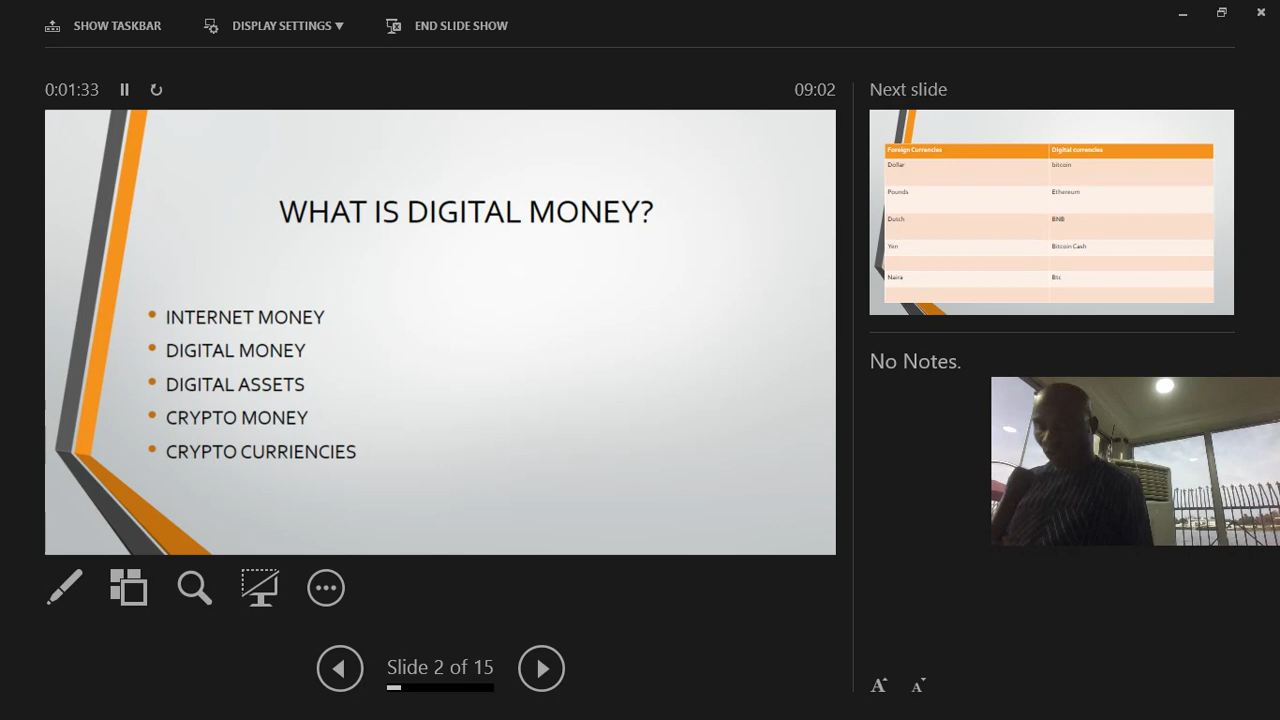 SHOW TASKBAR
DISPLAY SETTINGS ▼
END SLIDE SHOW
0:01:33
09:02
WHAT IS DIGITAL MONEY?
• INTERNET MONEY
• DIGITAL MONEY
• DIGITAL ASSETS
• CRYPTO MONEY
• CRYPTO CURRIENCIES
Next slide
Foreign Currencies Digital currencies
Dollar bitcoin
Pounds Ethereum
Dutch BNB
Yen Bitcoin Cash
Naira Btc
No Notes.
Slide 2 of 15
A A